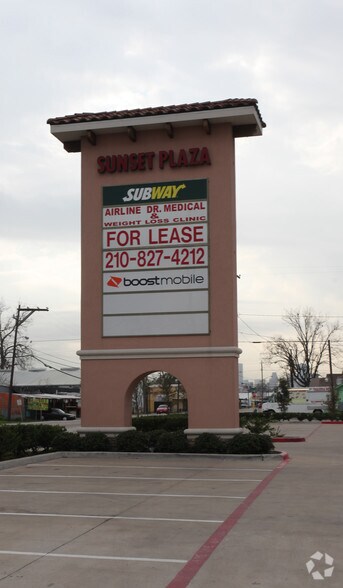 SUNSET PLAZA
SUBWAY
AIRLINE DR. MEDICAL
&
WEIGHT LOSS CLINIC
FOR LEASE
210-827-4212
boostmobile